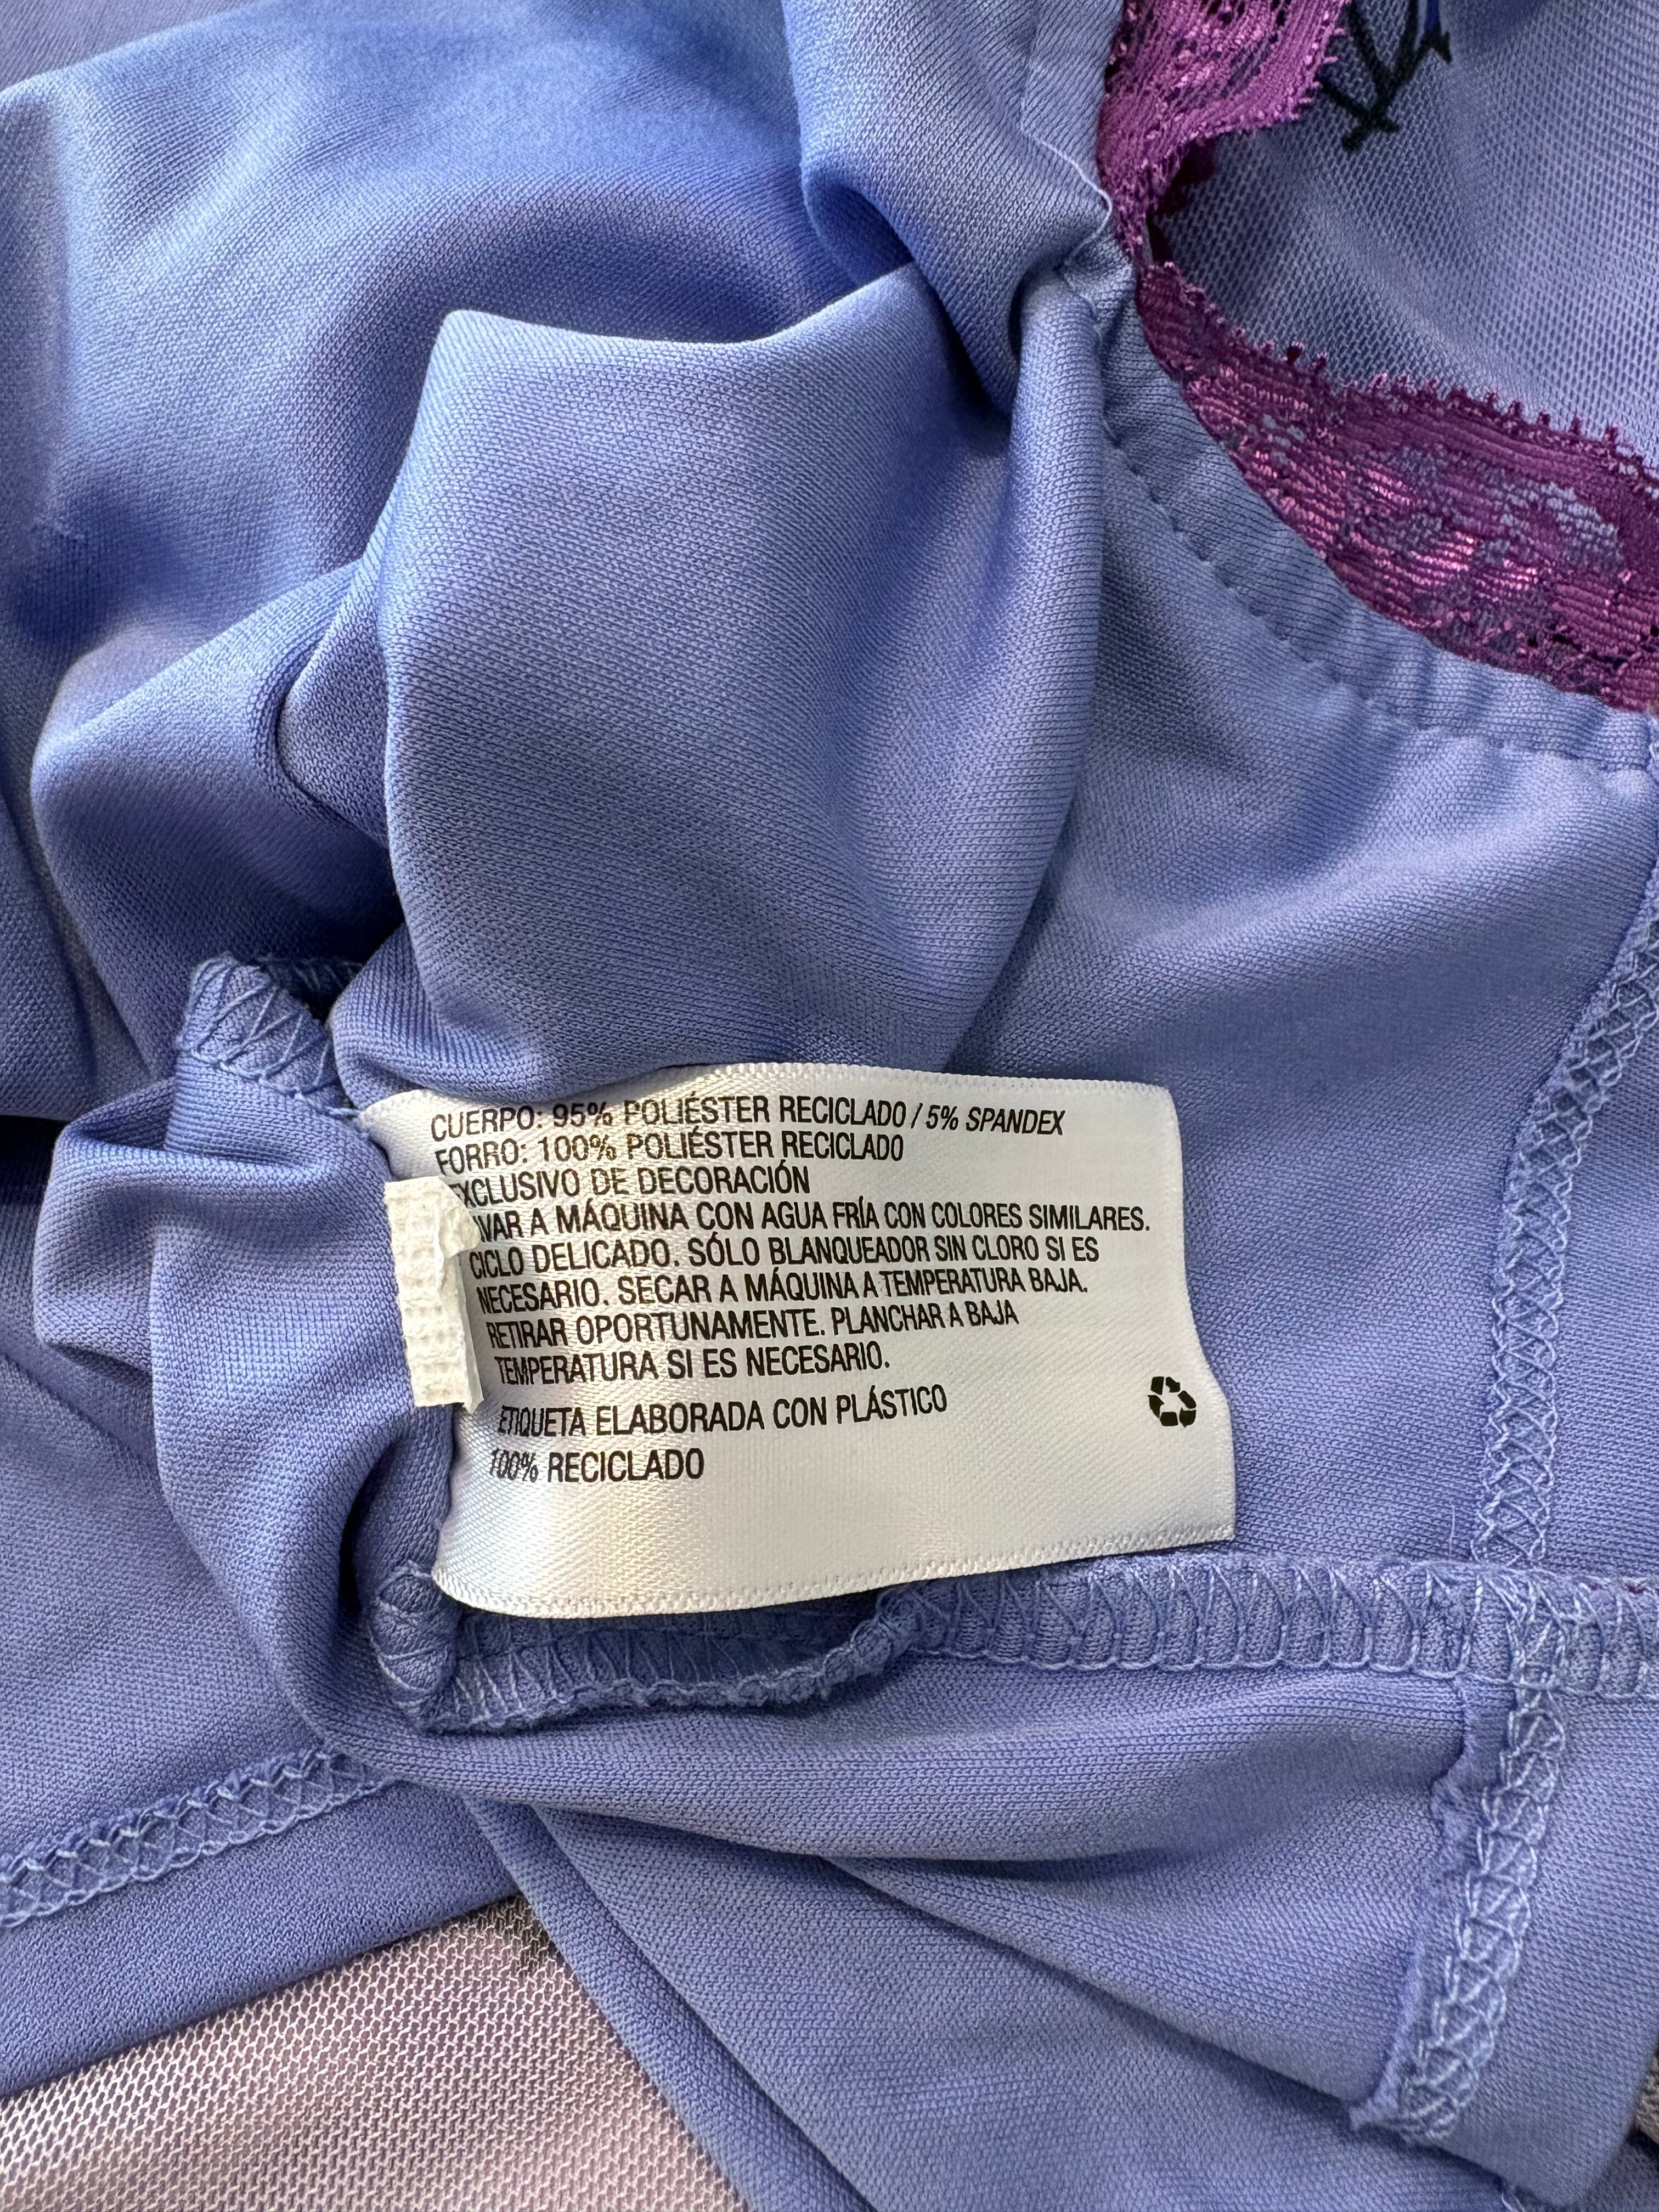 CUERPO: 95% POLIÉSTER RECICLADO / 5% SPANDEX
FORRO: 100% POLIÉSTER RECICLADO
EXCLUSIVO DE DECORACIÓN
AVAR A MÁQUINA CON AGUA FRÍA CON COLORES SIMILARES.
CICLO DELICADO. SÓLO BLANQUEADOR SIN CLORO SI ES
NECESARIO. SECAR A MÁQUINA A TEMPERATURA BAJA.
RETIRAR OPORTUNAMENTE. PLANCHAR A BAJA
TEMPERATURA SI ES NECESARIO.
ETIQUETA ELABORADA CON PLÁSTICO
100% RECICLADO